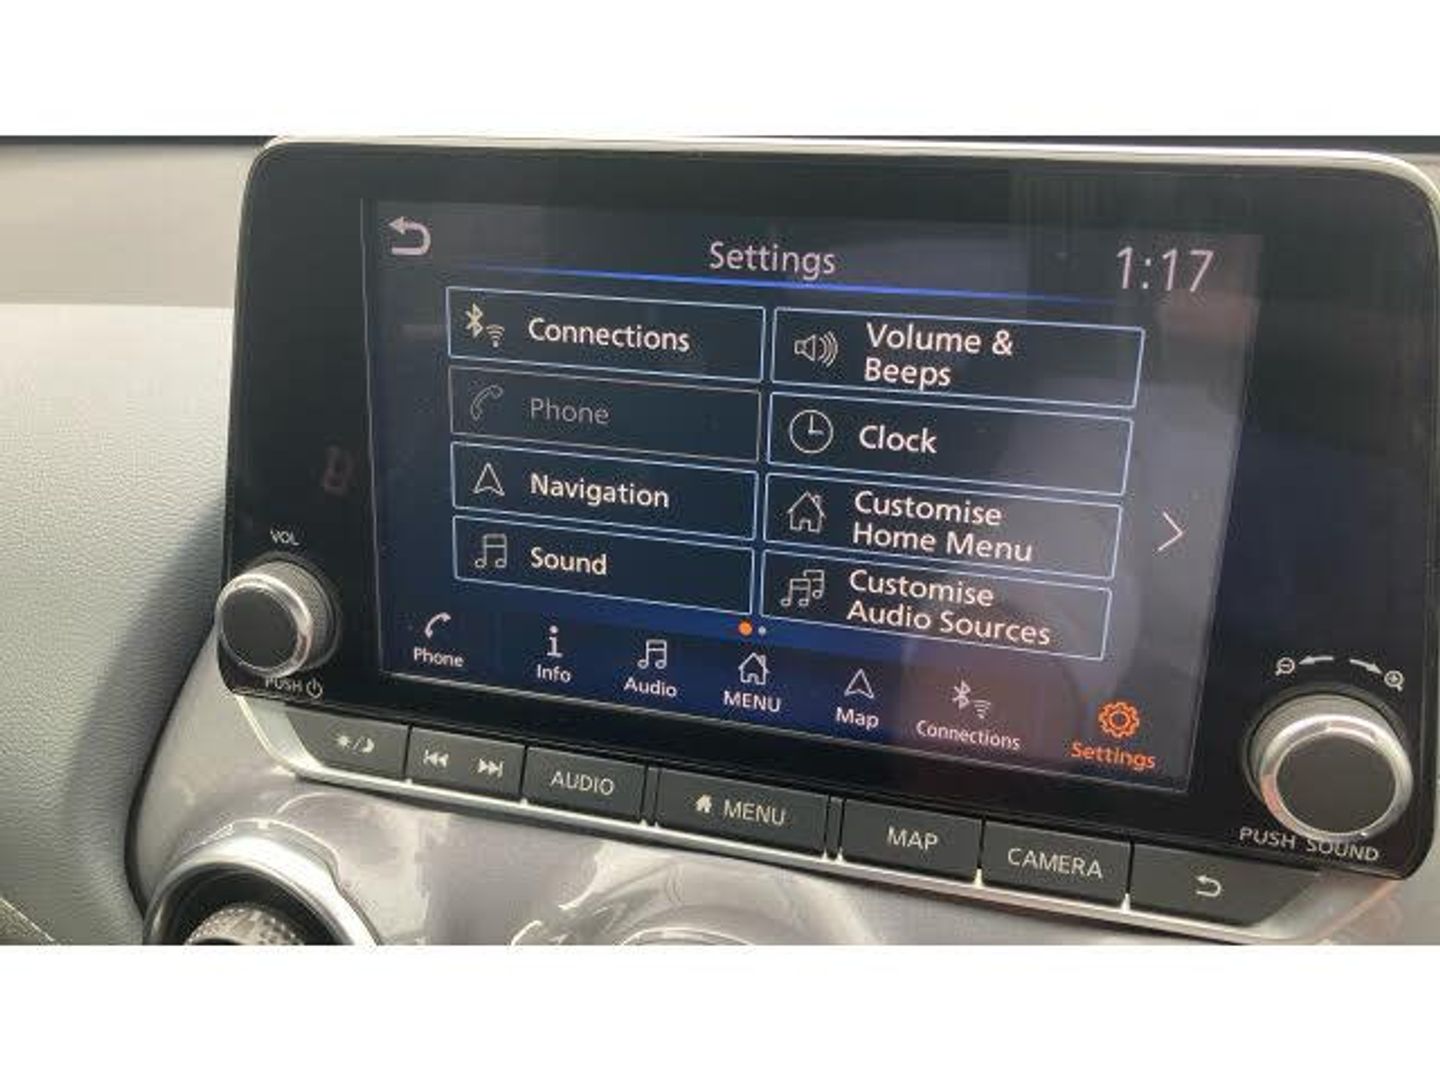 Settings
1:17
Connections
Volume &
Beeps
Phone
Clock
Navigation
Customise
Home Menu
Sound
Customise
Audio Sources
Phone
Info
Audio
MENU
Map
Connections
Settings
VOL
PUSH
AUDIO
MENU
MAP
CAMERA
PUSH SOUND